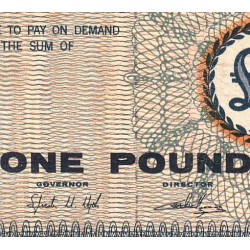 E TO PAY ON DEMAND
THE SUM OF
£
ONE POUND
GOVERNOR DIRECTOR